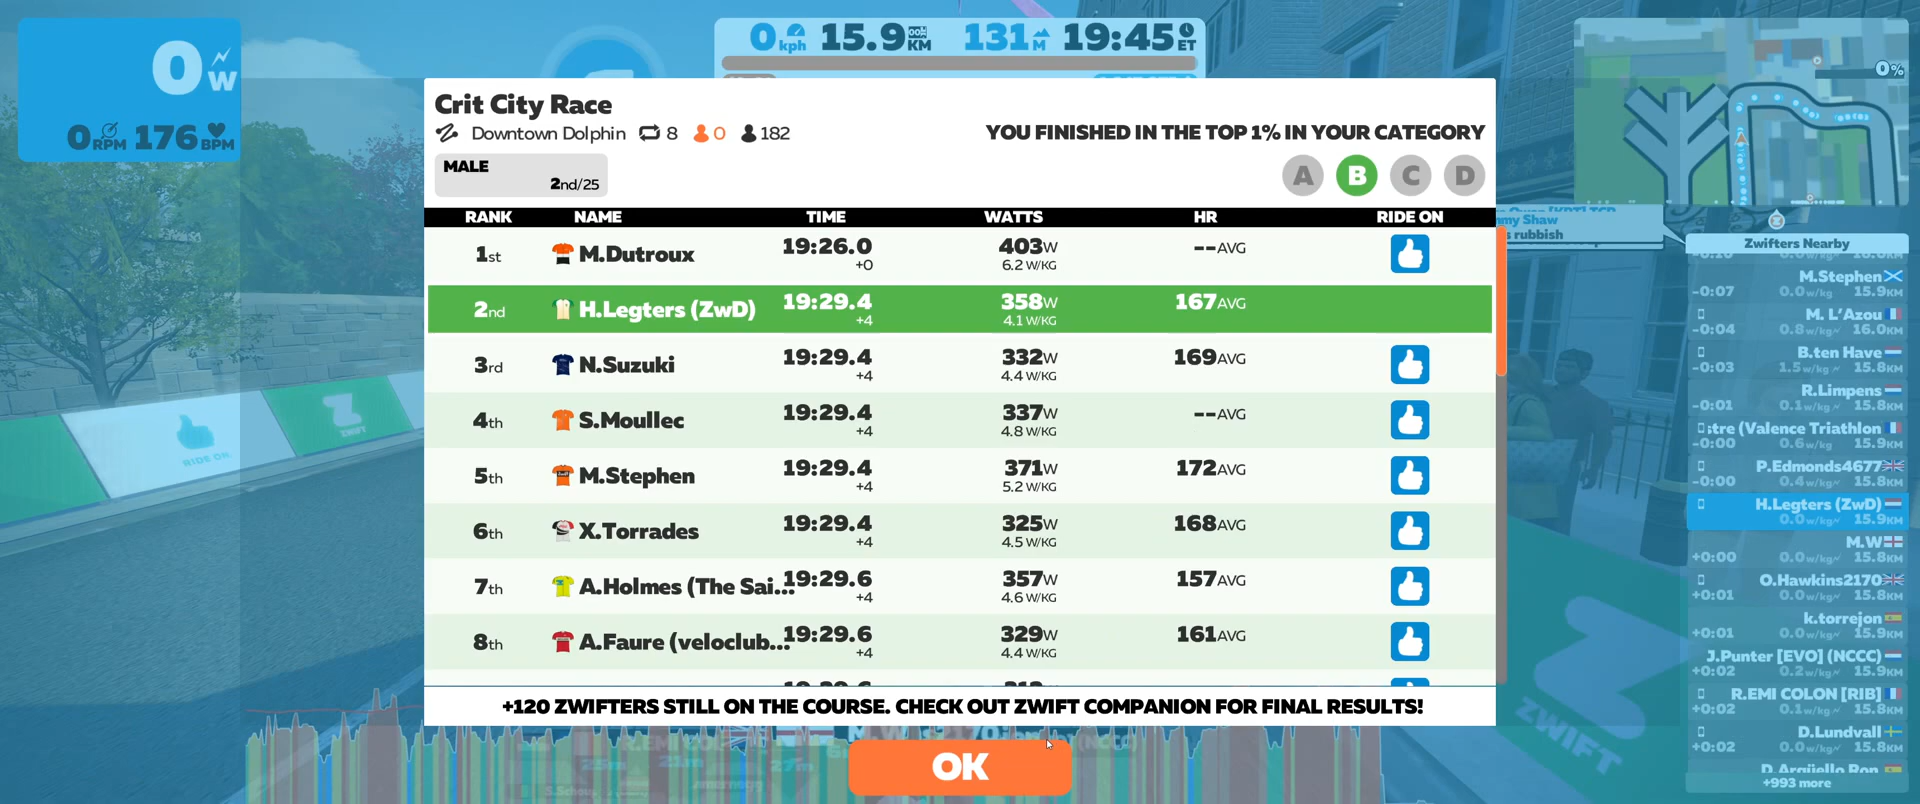 0 w
0 RPM 176 BPM
0 kph 15.9 KM 131 M 19:45 ET
0%
Crit City Race
Downtown Dolphin 8 0 182
YOU FINISHED IN THE TOP 1% IN YOUR CATEGORY
MALE
2nd/25
A B C D
RANK NAME TIME WATTS HR RIDE ON
1st M.Dutroux 19:26.0 403W --AVG
+0 6.2 W/KG
2nd H.Legters (ZwD) 19:29.4 358W 167AVG
+4 4.1 W/KG
3rd N.Suzuki 19:29.4 332W 169AVG
+4 4.4 W/KG
4th S.Moullec 19:29.4 337W --AVG
+4 4.8 W/KG
5th M.Stephen 19:29.4 371W 172AVG
+4 5.2 W/KG
6th X.Torrades 19:29.4 325W 168AVG
+4 4.5 W/KG
7th A.Holmes (The Sai... 19:29.6 357W 157AVG
+4 4.6 W/KG
8th A.Faure (veloclub... 19:29.6 329W 161AVG
+4 4.4 W/KG
+120 ZWIFTERS STILL ON THE COURSE. CHECK OUT ZWIFT COMPANION FOR FINAL RESULTS!
OK
my Shaw
s rubbish
Zwifters Nearby
M.Stephen
-0:07 0.0w/kg 15.9KM
M. L'Azou
-0:04 0.8w/kg 16.0KM
B.ten Have
-0:03 1.5w/kg 15.8KM
R.Limpens
-0:01 0.1w/kg 15.8KM
stre (Valence Triathlon
-0:00 0.6w/kg 15.9KM
P.Edmonds4677
-0:00 0.4w/kg 15.8KM
H.Legters (ZwD)
0.0w/kg 15.9KM
M.W
+0:00 0.0w/kg 15.8KM
O.Hawkins2170
+0:01 0.0w/kg 15.8KM
k.torrejon
+0:01 0.0w/kg 15.9KM
J.Punter [EVO] (NCCC)
+0:02 0.2w/kg 15.9KM
R.EMI COLON [RIB]
+0:02 0.1w/kg 15.8KM
D.Lundvall
+0:02 0.0w/kg 15.8KM
D.Argüello Ron
+993 more
RIDE ON
ZWIFT
ZWIFT